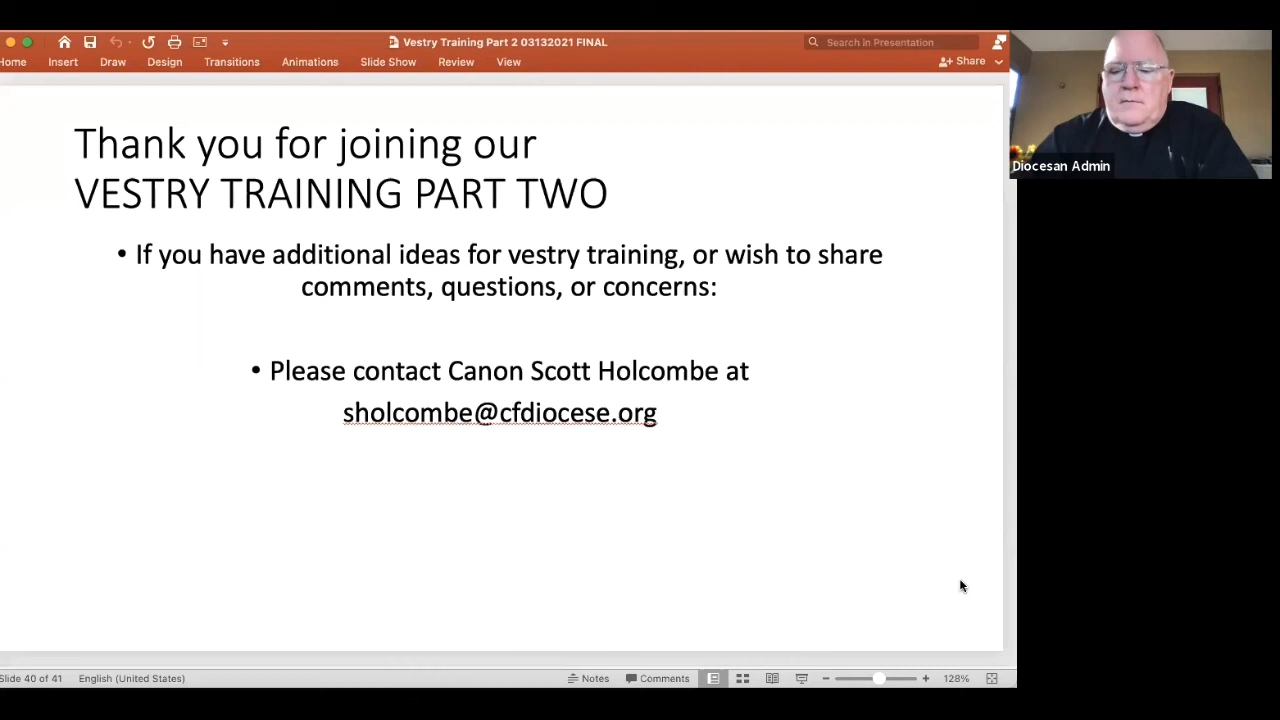 Vestry Training Part 2 03132021 FINAL
Search in Presentation
Home Insert Draw Design Transitions Animations Slide Show Review View Share
Diocesan Admin
Thank you for joining our
VESTRY TRAINING PART TWO
• If you have additional ideas for vestry training, or wish to share
comments, questions, or concerns:
• Please contact Canon Scott Holcombe at
sholcombe@cfdiocese.org
Slide 40 of 41 English (United States) Notes Comments 128%